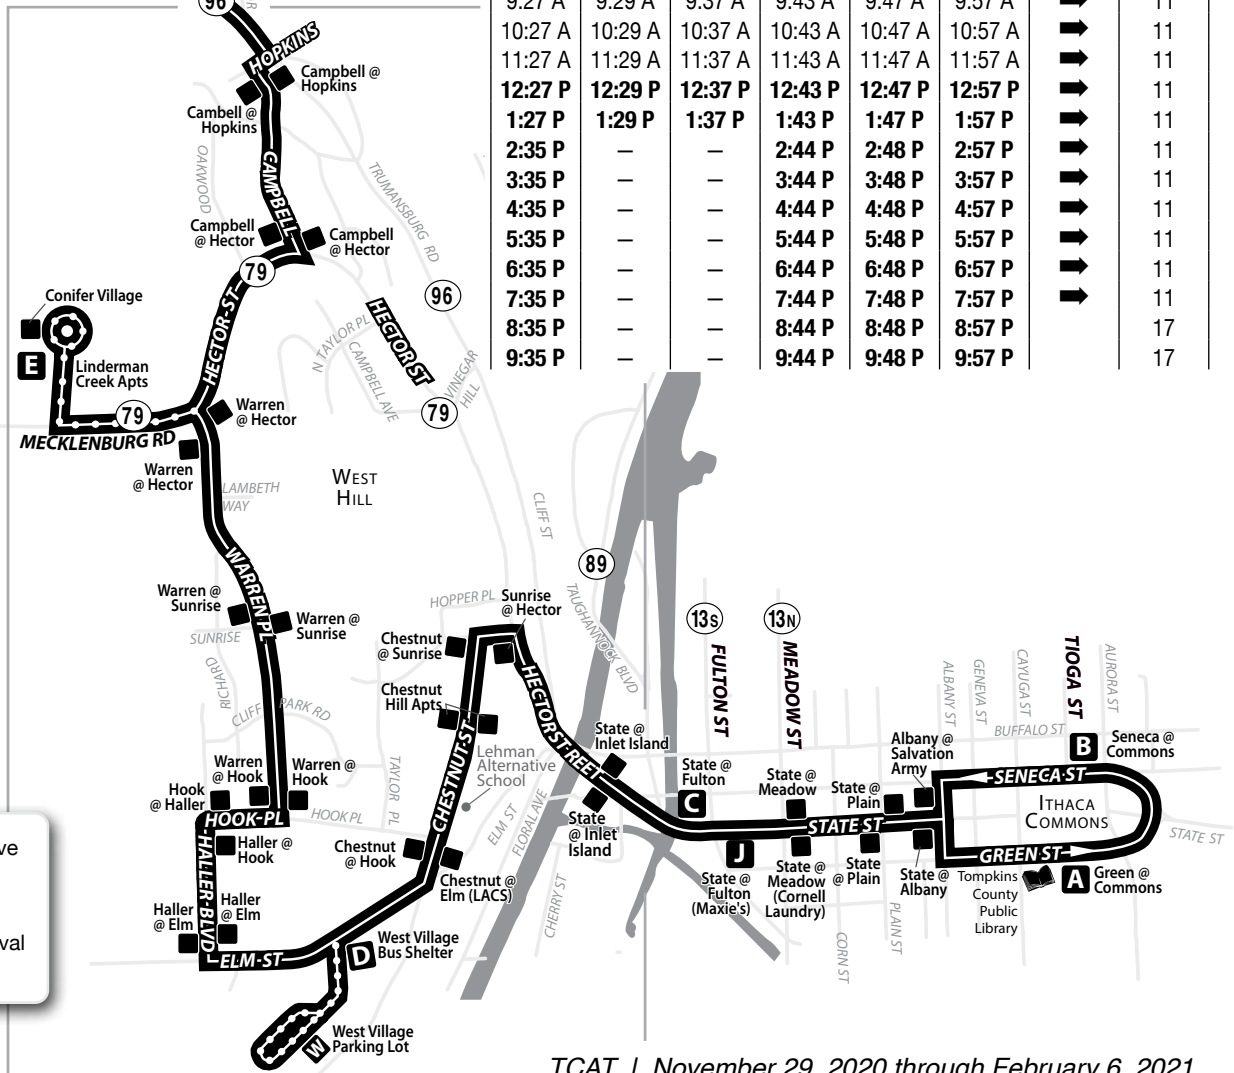 96
9:27 A 9:29 A 9:37 A 9:43 A 9:47 A 9:57 A 11
10:27 A 10:29 A 10:37 A 10:43 A 10:47 A 10:57 A ➡ 11
11:27 A 11:29 A 11:37 A 11:43 A 11:47 A 11:57 A ➡ 11
12:27 P 12:29 P 12:37 P 12:43 P 12:47 P 12:57 P ➡ 11
1:27 P 1:29 P 1:37 P 1:43 P 1:47 P 1:57 P ➡ 11
2:35 P – – 2:44 P 2:48 P 2:57 P ➡ 11
3:35 P – – 3:44 P 3:48 P 3:57 P ➡ 11
4:35 P – – 4:44 P 4:48 P 4:57 P ➡ 11
5:35 P – – 5:44 P 5:48 P 5:57 P ➡ 11
6:35 P – – 6:44 P 6:48 P 6:57 P ➡ 11
7:35 P – – 7:44 P 7:48 P 7:57 P ➡ 11
8:35 P – – 8:44 P 8:48 P 8:57 P 17
9:35 P – – 9:44 P 9:48 P 9:57 P 17
HOPKINS
Campbell @
Hopkins
Cambell @
Hopkins
OAKWOOD
CAMPBELL
TRUMANSBURG RD
Campbell
@ Hector
Campbell
@ Hector
79
96
Conifer Village
E
Linderman
Creek Apts
HECTOR-ST
N TAYLOR PL
CAMPBELL AVE
HECTOR ST
VINEGAR
HILL
79
79
MECKLENBURG RD
Warren
@ Hector
Warren
@ Hector
LAMBETH
WAY
WEST
HILL
CLIFF ST
89
TAUGHANNOCK BLVD
WARREN PL
Warren @
Sunrise
Warren @
Sunrise
SUNRISE
RICHARD
CLIFF PARK RD
HOPPER PL
Sunrise
@ Hector
Chestnut
@ Sunrise
Chestnut
Hill Apts
HECTOR STREET
CHESTNUT ST
Lehman
Alternative
School
TAYLOR PL
ELM ST
FLORAL AVE
CHERRY ST
Warren
@ Hook
Warren @
Hook
Hook
@ Haller
HOOK-PL
HOOK PL
Haller @
Hook
HALLER-BLVD
Haller
@ Elm
Haller
@ Elm
ELM-ST
Chestnut
@ Hook
Chestnut @
Elm (LACS)
D
West Village
Bus Shelter
W
West Village
Parking Lot
State @
Inlet Island
State
@ Inlet
Island
13S
FULTON ST
13N
MEADOW ST
State @
Fulton
C
J
State @
Fulton
(Maxie's)
State @
Meadow
State @
Meadow
(Cornell
Laundry)
State @
Plain
State
@ Plain
STATE ST
CORN ST
PLAIN ST
Albany @
Salvation
Army
State @
Albany
ALBANY ST
GENEVA ST
CAYUGA ST
TIOGA ST
AURORA ST
BUFFALO ST
B
Seneca @
Commons
SENECA-ST
ITHACA
COMMONS
GREEN ST
STATE ST
Tompkins
County
Public
Library
A
Green @
Commons
ve
val
TCAT | November 29, 2020 through February 6, 2021